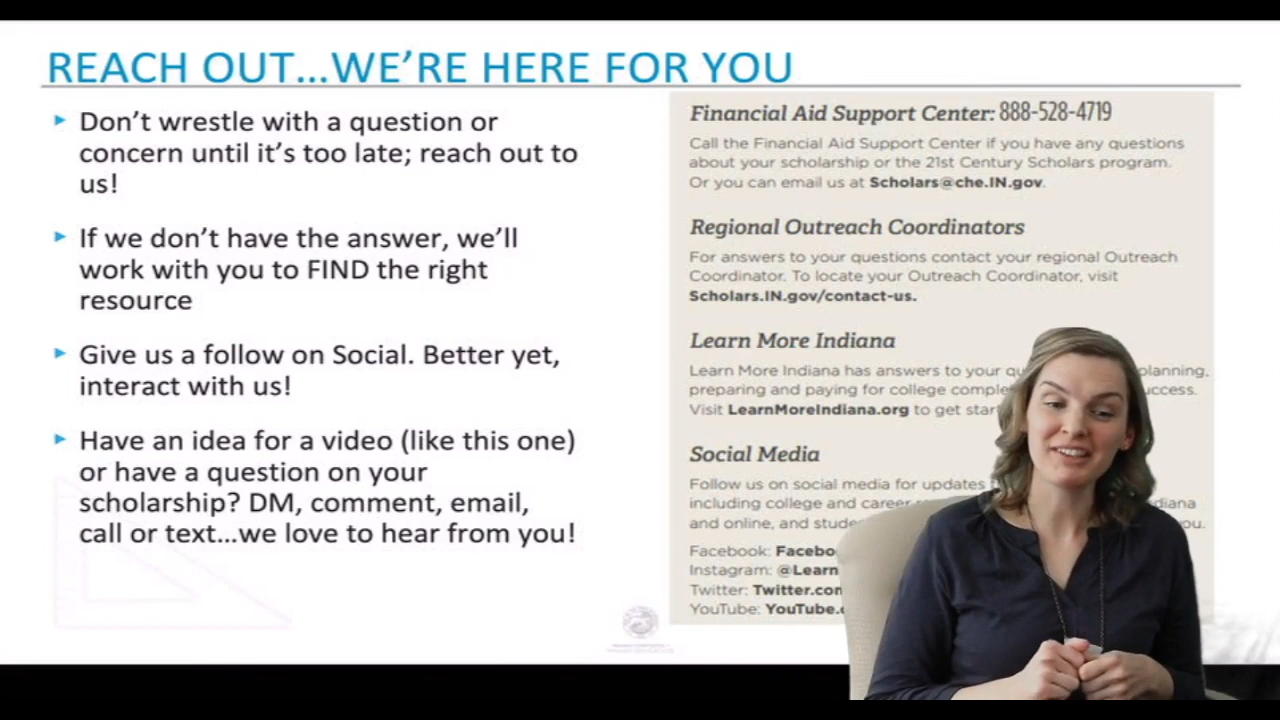 REACH OUT...WE'RE HERE FOR YOU
Don't wrestle with a question or
concern until it's too late; reach out to
us!
If we don't have the answer, we'll
work with you to FIND the right
resource
Give us a follow on Social. Better yet,
interact with us!
Have an idea for a video (like this one)
or have a question on your
scholarship? DM, comment, email,
call or text...we love to hear from you!
Financial Aid Support Center: 888-528-4719
Call the Financial Aid Support Center if you have any questions
about your scholarship or the 21st Century Scholars program.
Or you can email us at Scholars@che.IN.gov.
Regional Outreach Coordinators
For answers to your questions contact your regional Outreach
Coordinator. To locate your Outreach Coordinator, visit
Scholars.IN.gov/contact-us.
Learn More Indiana
Learn More Indiana has answers to your planning,
preparing and paying for college
Visit LearnMoreIndiana.org to get
Social Media
Follow us on social media for updates
including college and career
and online, and you.
Facebook:
Instagram: @Learn
Twitter:
YouTube: